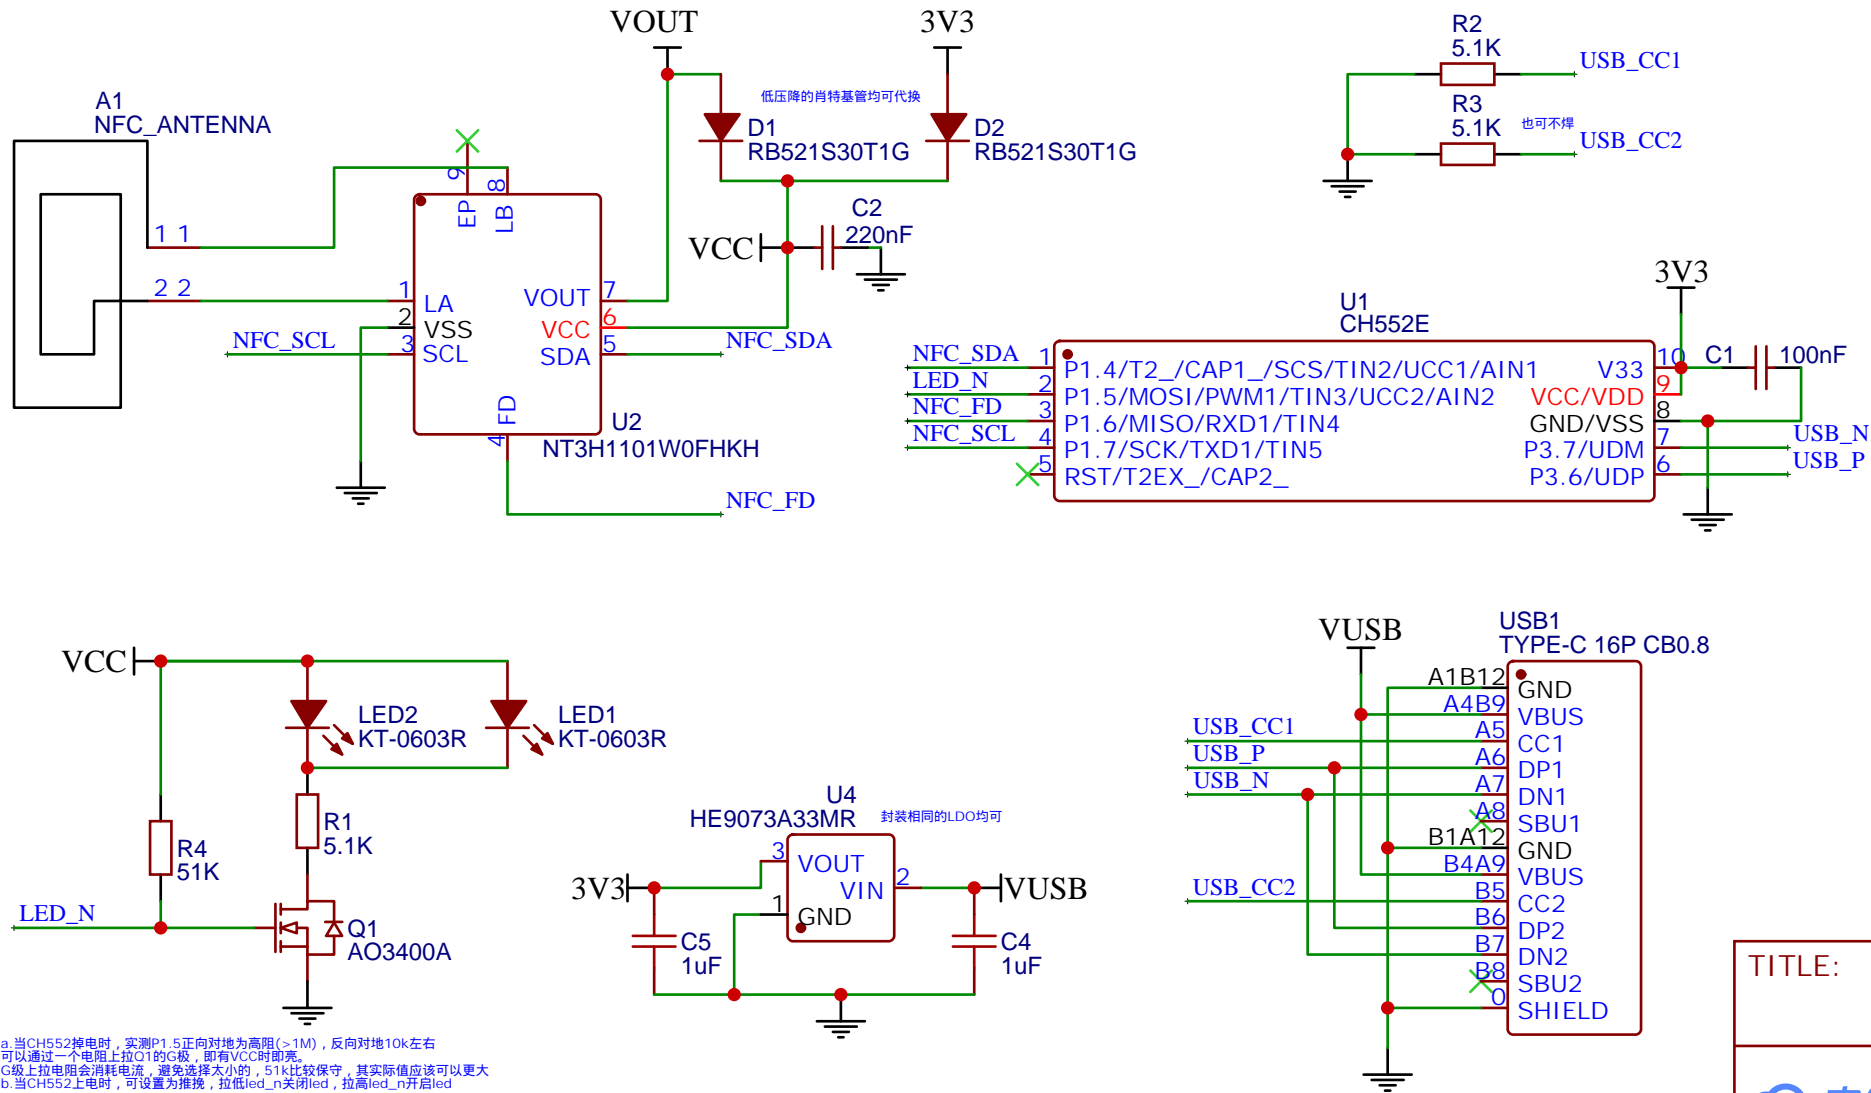 VOUT
3V3
低压降的肖特基管均可代换
D1
RB521S30T1G
D2
RB521S30T1G
R2
5.1K
USB_CC1
R3
5.1K
也可不焊
USB_CC2
A1
NFC_ANTENNA
1 1
2 2
9
8
EP
LB
1
LA
2
VSS
3
SCL
NFC_SCL
VOUT
7
VCC
6
SDA
5
NFC_SDA
FD
4
U2
NT3H1101W0FHKH
NFC_FD
C2
220nF
VCC
U1
CH552E
3V3
C1
100nF
NFC_SDA
1
P1.4/T2_/CAP1_/SCS/TIN2/UCC1/AIN1
LED_N
2
P1.5/MOSI/PWM1/TIN3/UCC2/AIN2
NFC_FD
3
P1.6/MISO/RXD1/TIN4
NFC_SCL
4
P1.7/SCK/TXD1/TIN5
5
RST/T2EX_/CAP2_
V33
10
VCC/VDD
9
GND/VSS
8
P3.7/UDM
7
USB_N
P3.6/UDP
6
USB_P
VCC
LED2
KT-0603R
LED1
KT-0603R
R1
5.1K
R4
51K
LED_N
Q1
AO3400A
U4
HE9073A33MR
封装相同的LDO均可
3
VOUT
VIN
2
1
GND
3V3
VUSB
C5
1uF
C4
1uF
VUSB
USB1
TYPE-C 16P CB0.8
A1B12
GND
A4B9
VBUS
USB_CC1
A5
CC1
USB_P
A6
DP1
USB_N
A7
DN1
A8
SBU1
B1A12
GND
B4A9
VBUS
USB_CC2
B5
CC2
B6
DP2
B7
DN2
B8
SBU2
0
SHIELD
TITLE:
a.当CH552掉电时，实测P1.5正向对地为高阻(>1M)，反向对地10k左右
可以通过一个电阻上拉Q1的G极，即有VCC时即亮。
G级上拉电阻会消耗电流，避免选择太小的，51k比较保守，其实际值应该可以更大
b.当CH552上电时，可设置为推挽，拉低led_n关闭led，拉高led_n开启led